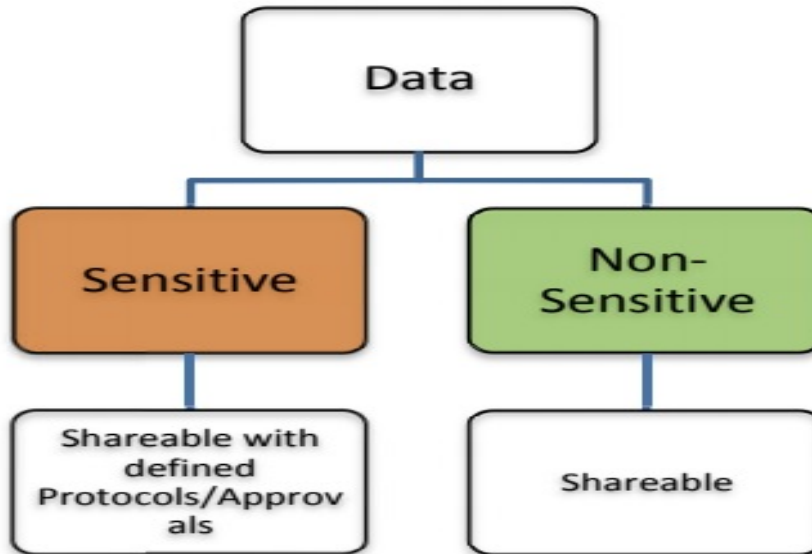 Data
Sensitive
Non-
Sensitive
Shareable with
defined
Protocols/Approv
als
Shareable